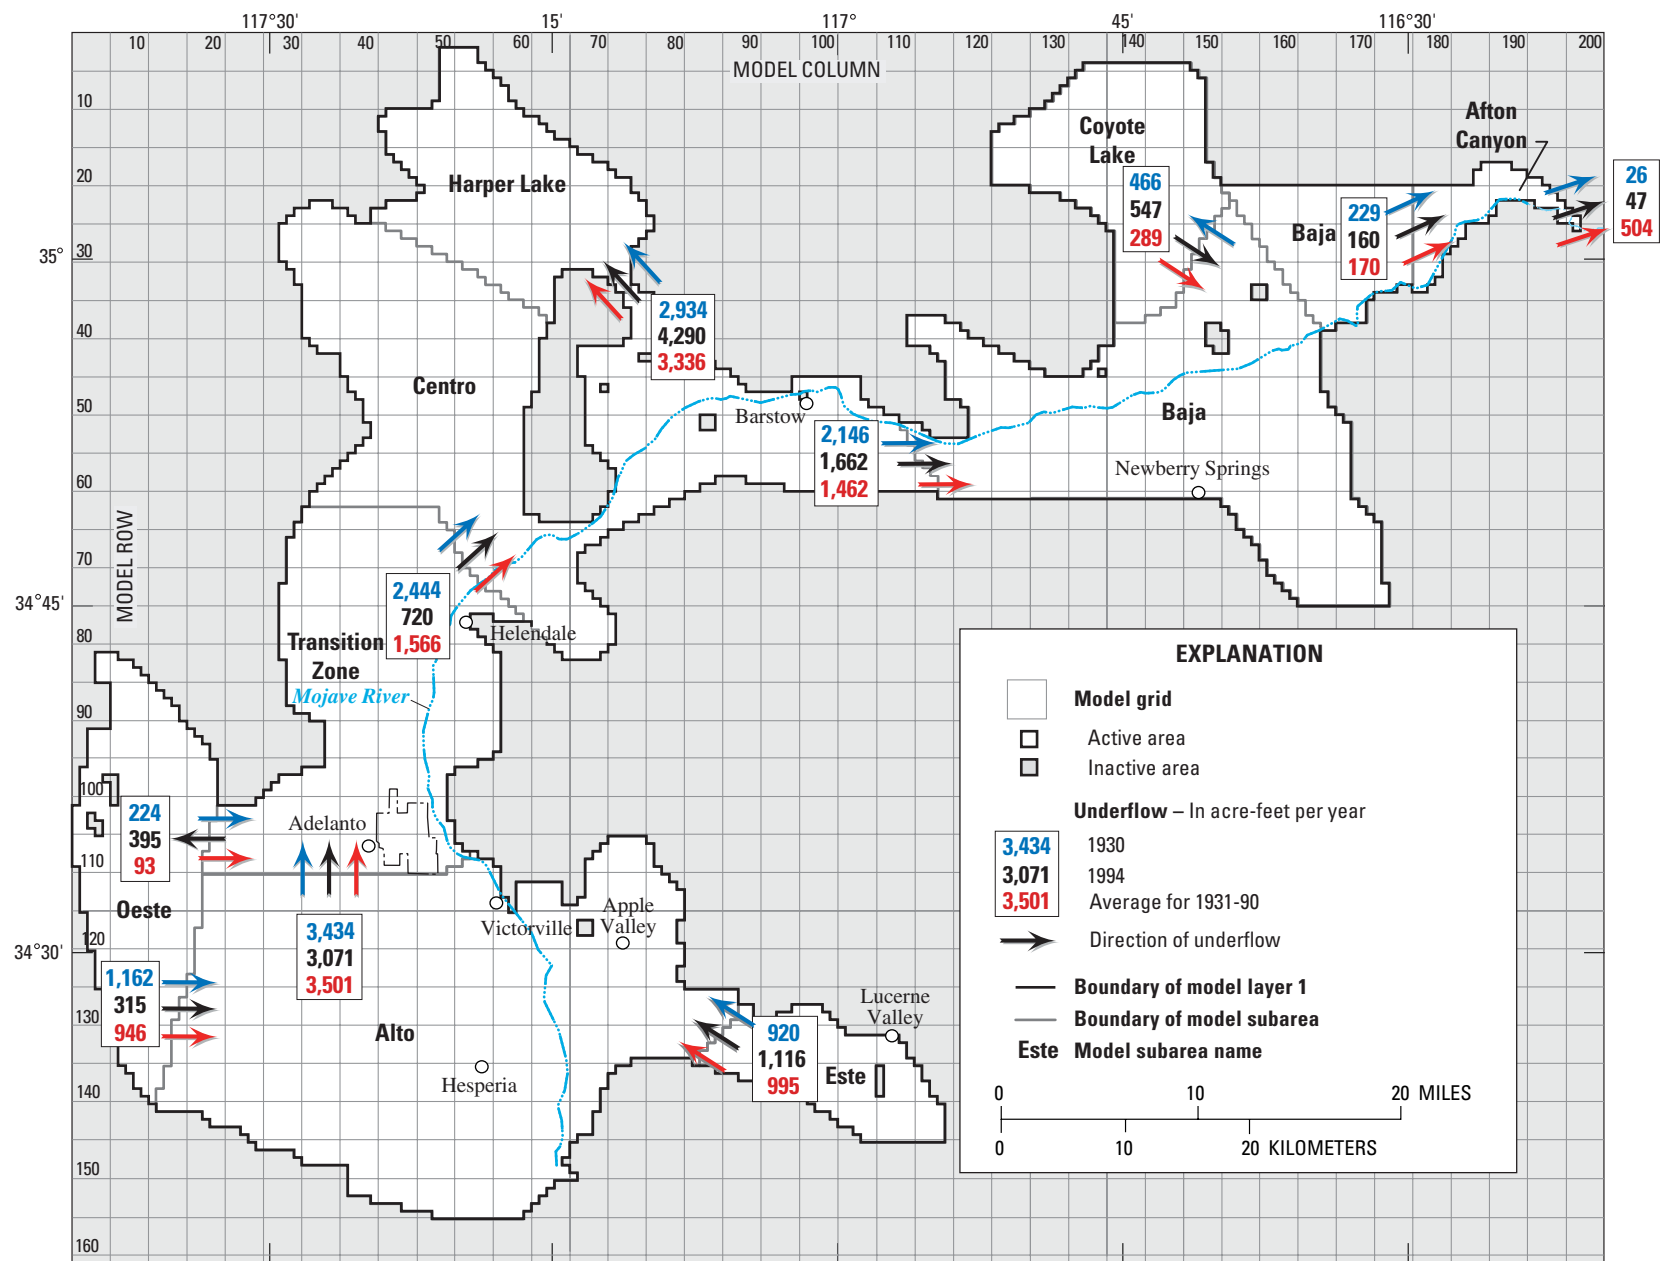 117°30'
15'
117°
45'
116°30'
10 20 30 40 50 60 70 80 90 100 110 120 130 140 150 160 170 180 190 200
MODEL COLUMN
MODEL ROW
10
20
30
40
50
60
70
80
90
100
110
120
130
140
150
160
35°
34°45'
34°30'
Harper Lake
Coyote
Lake
Afton
Canyon
Baja
Centro
Baja
Barstow
Newberry Springs
Transition
Zone
Helendale
Mojave River
Adelanto
Oeste
Victorville
Apple
Valley
Alto
Hesperia
Lucerne
Valley
Este
466
547
289
229
160
170
26
47
504
2,934
4,290
3,336
2,146
1,662
1,462
2,444
720
1,566
224
395
93
3,434
3,071
3,501
1,162
315
946
920
1,116
995
EXPLANATION
Model grid
Active area
Inactive area
Underflow – In acre-feet per year
3,434 1930
3,071 1994
3,501 Average for 1931-90
Direction of underflow
Boundary of model layer 1
Boundary of model subarea
Este Model subarea name
0 10 20 MILES
0 10 20 KILOMETERS